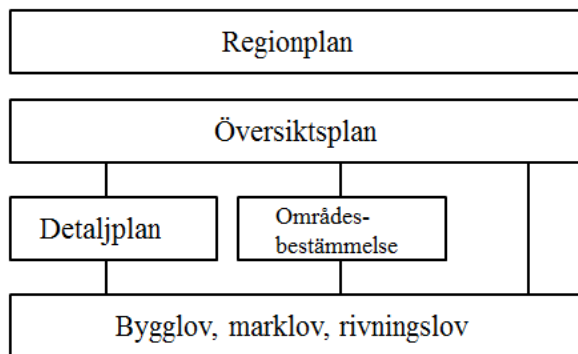 Regionplan
Översiktsplan
Detaljplan
Områdes-
bestämmelse
Bygglov, marklov, rivningslov